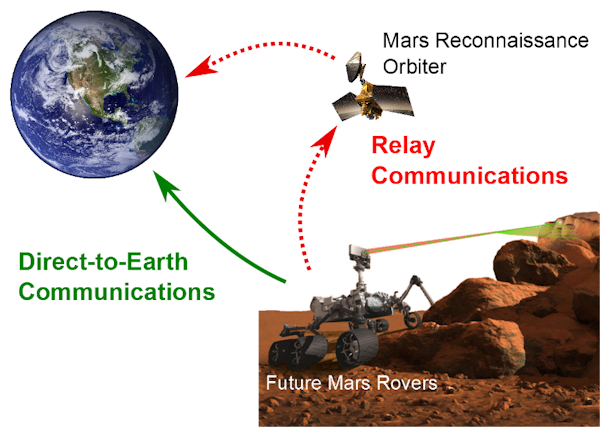 Mars Reconnaissance
Orbiter
Relay
Communications
Direct-to-Earth
Communications
Future Mars Rovers